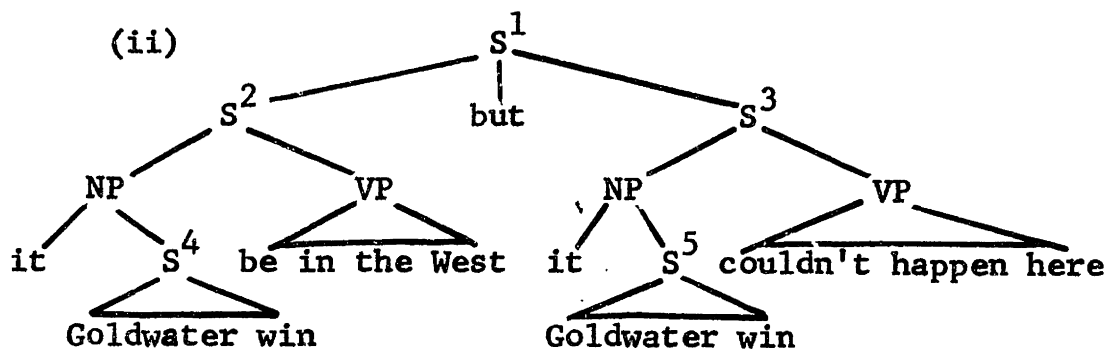 (ii) S1
S2 but S3
NP VP NP VP
it S4 be in the West it S5 couldn't happen here
Goldwater win Goldwater win